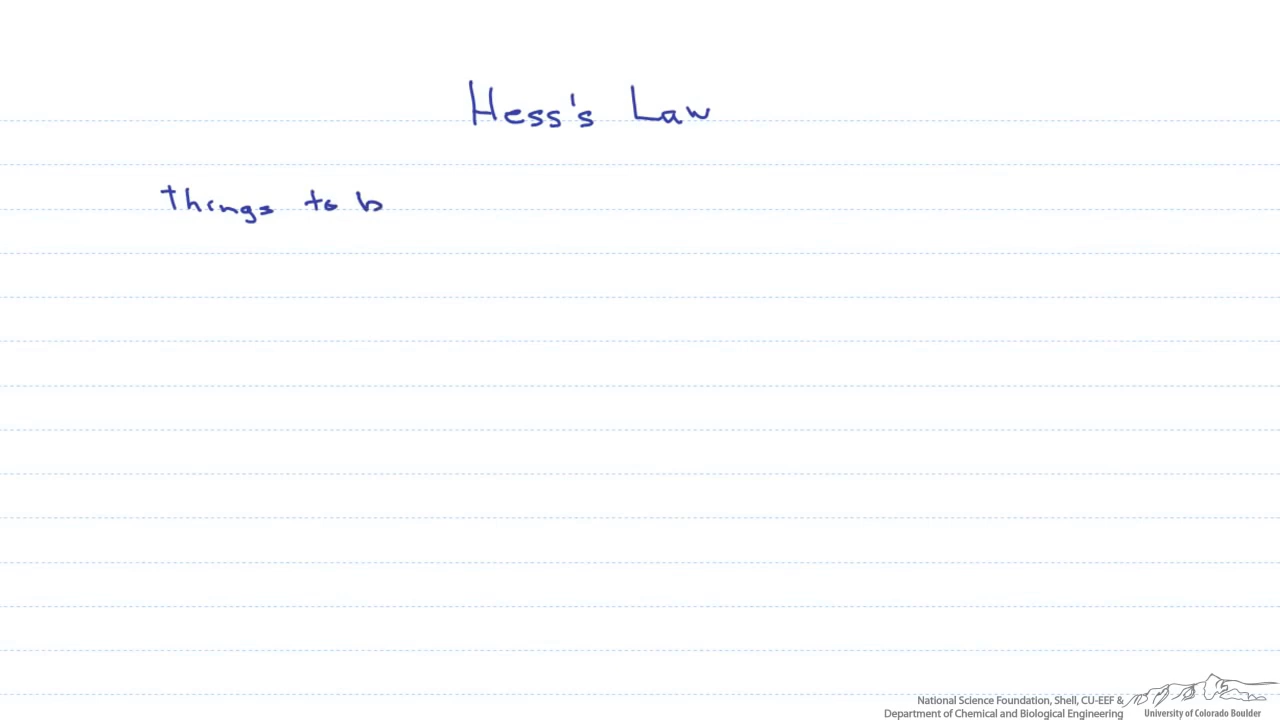 Hess's Law
Things to b
National Science Foundation, Shell, CU-EEF &
Department of Chemical and Biological Engineering
University of Colorado Boulder